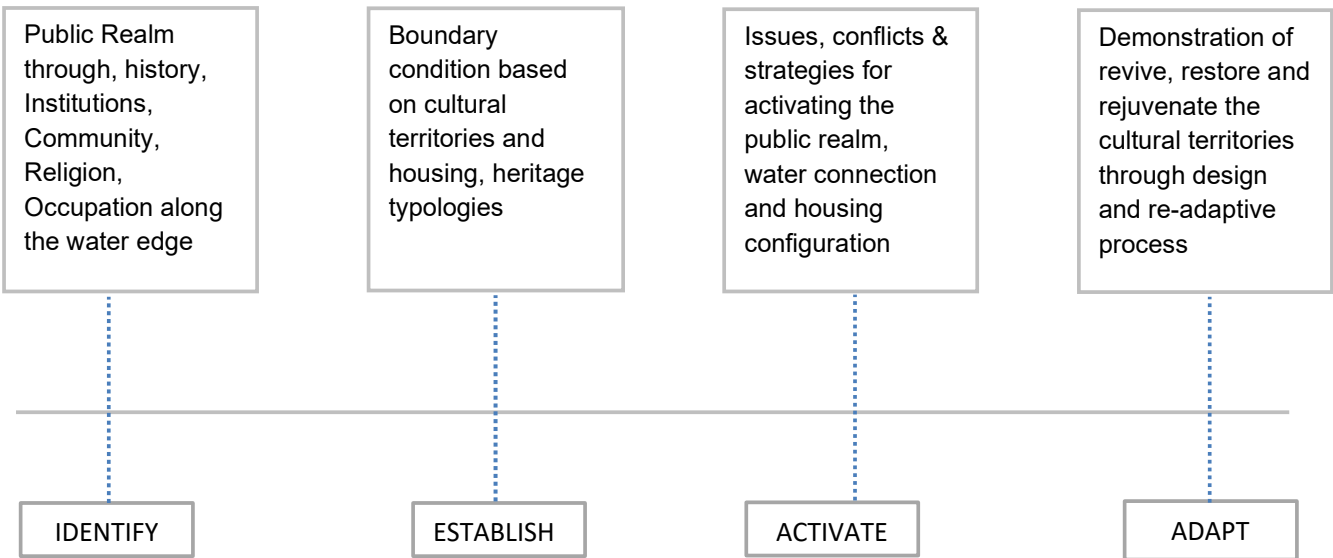 Public Realm
through, history,
Institutions,
Community,
Religion,
Occupation along
the water edge
Boundary
condition based
on cultural
territories and
housing, heritage
typologies
Issues, conflicts &
strategies for
activating the
public realm,
water connection
and housing
configuration
Demonstration of
revive, restore and
rejuvenate the
cultural territories
through design
and re-adaptive
process
IDENTIFY
ESTABLISH
ACTIVATE
ADAPT